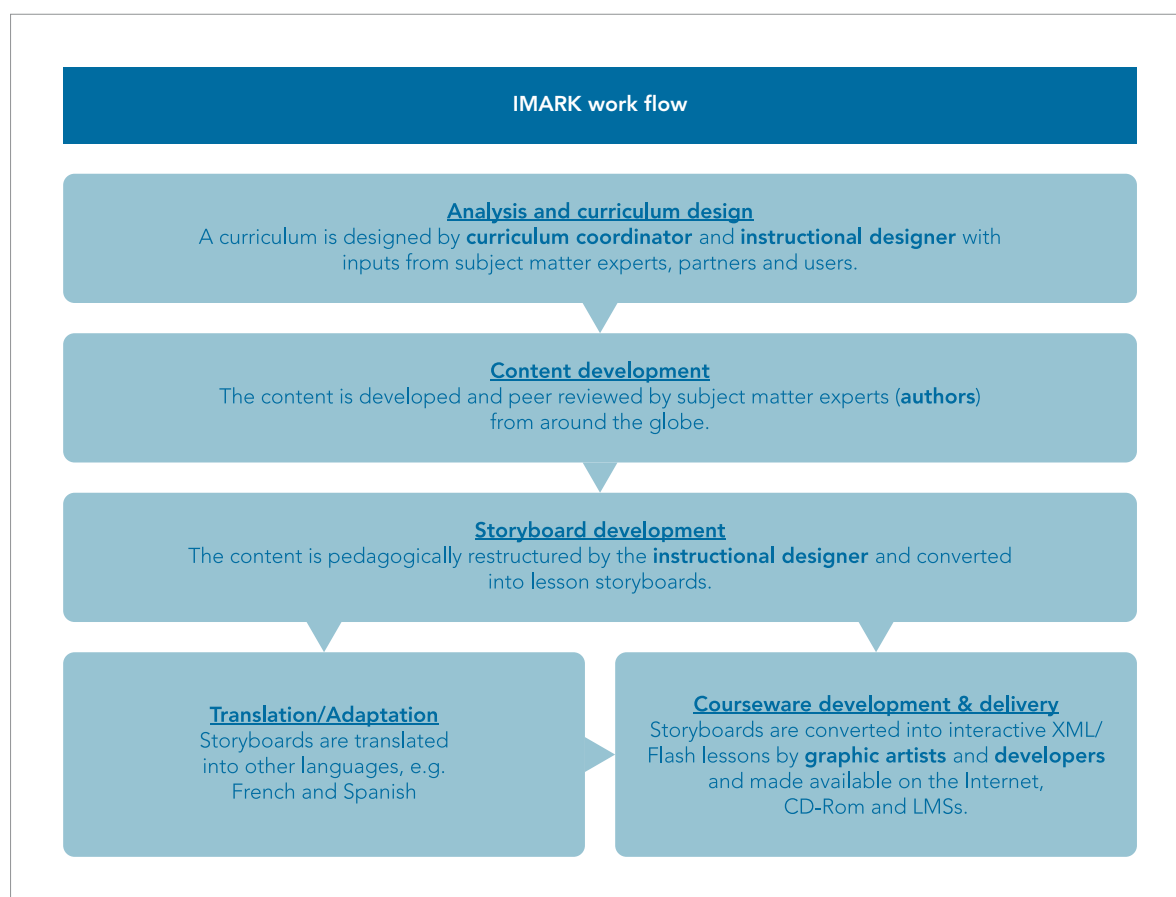 IMARK work flow
Analysis and curriculum design
A curriculum is designed by curriculum coordinator and instructional designer with
inputs from subject matter experts, partners and users.
Content development
The content is developed and peer reviewed by subject matter experts (authors)
from around the globe.
Storyboard development
The content is pedagogically restructured by the instructional designer and converted
into lesson storyboards.
Translation/Adaptation
Storyboards are translated
into other languages, e.g.
French and Spanish
Courseware development & delivery
Storyboards are converted into interactive XML/
Flash lessons by graphic artists and developers
and made available on the Internet,
CD-Rom and LMSs.